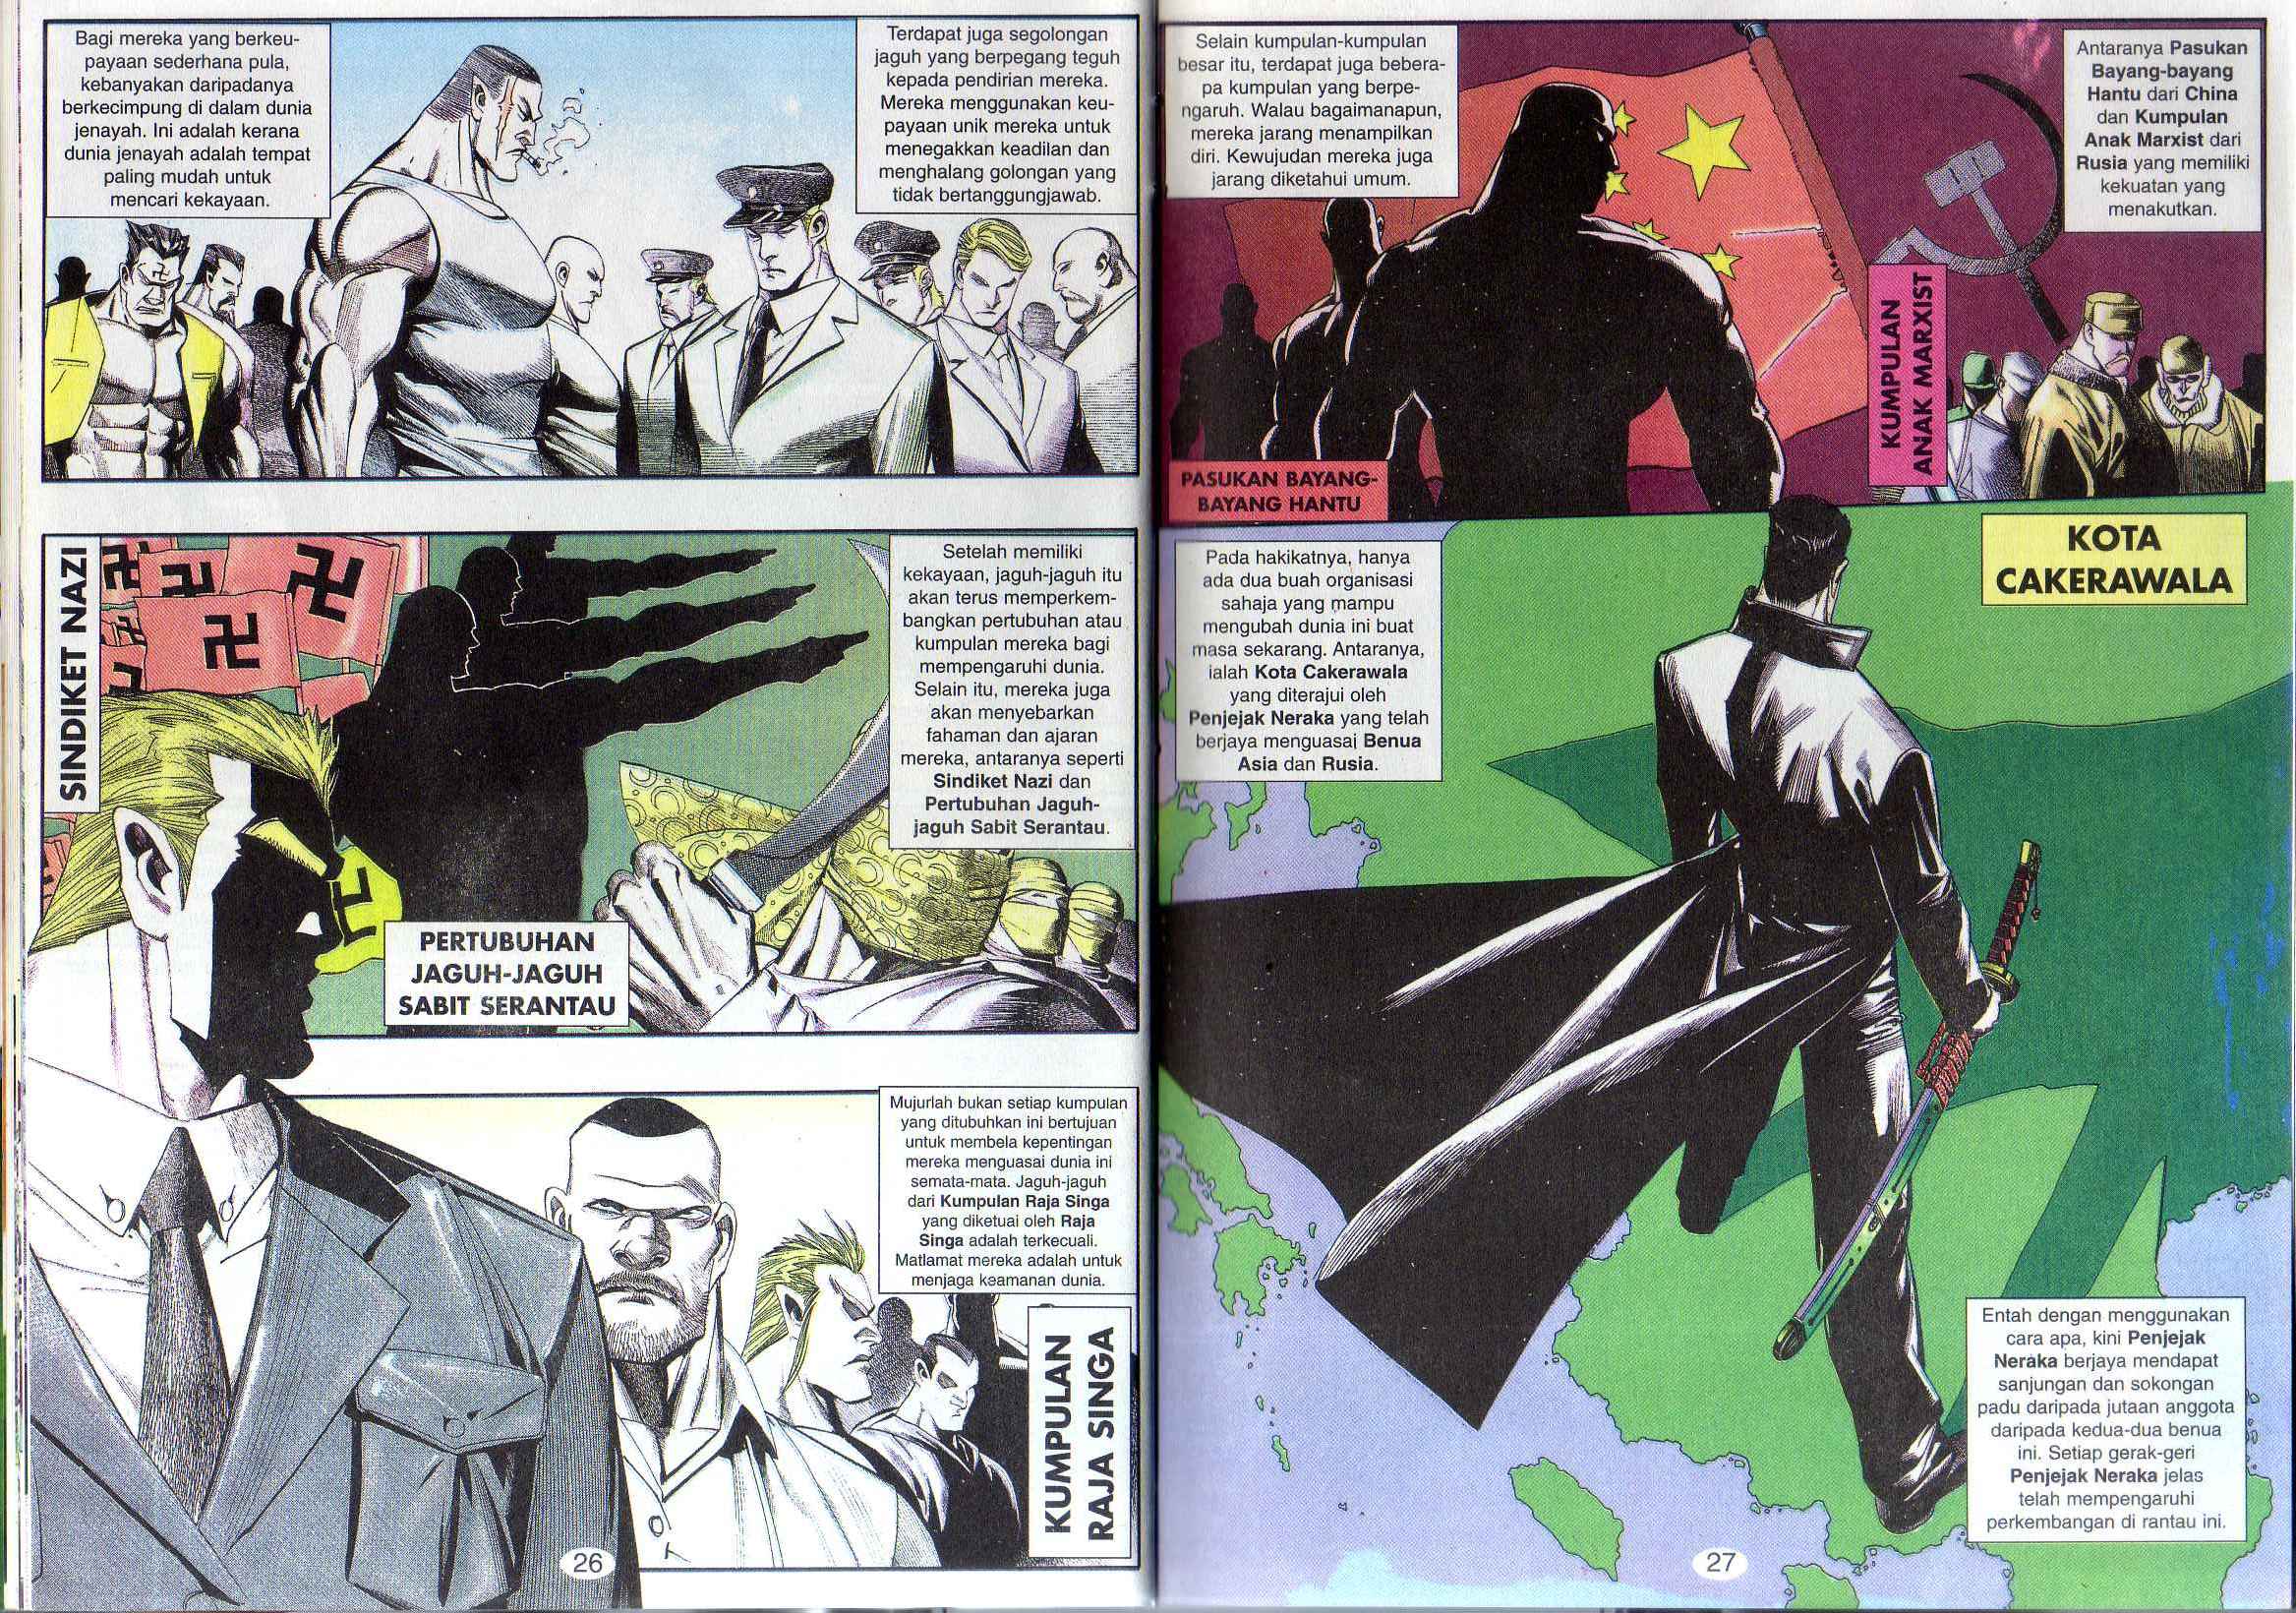 Bagi mereka yang berkeu-
payaan sederhana pula,
kebanyakan daripadanya
berkecimpung di dalam dunia
jenayah. Ini adalah kerana
dunia jenayah adalah tempat
paling mudah untuk
mencari kekayaan.
Terdapat juga segolongan
jaguh yang berpegang teguh
kepada pendirian mereka.
Mereka menggunakan keu-
payaan unik mereka untuk
menegakkan keadilan dan
menghalang golongan yang
tidak bertanggungjawab.
SINDIKET NAZI
Setelah memiliki
kekayaan, jaguh-jaguh itu
akan terus memperkem-
bangkan pertubuhan atau
kumpulan mereka bagi
mempengaruhi dunia.
Selain itu, mereka juga
akan menyebarkan
fahaman dan ajaran
mereka, antaranya seperti
Sindiket Nazi dan
Pertubuhan Jaguh-
jaguh Sabit Serantau.
PERTUBUHAN
JAGUH-JAGUH
SABIT SERANTAU
Mujurlah bukan setiap kumpulan
yang ditubuhkan ini bertujuan
untuk membela kepentingan
mereka menguasai dunia ini
semata-mata. Jaguh-jaguh
dari Kumpulan Raja Singa
yang diketuai oleh Raja
Singa adalah terkecuali.
Matlamat mereka adalah untuk
menjaga keamanan dunia.
KUMPULAN
RAJA SINGA
26
Selain kumpulan-kumpulan
besar itu, terdapat juga bebera-
pa kumpulan yang berpe-
ngaruh. Walau bagaimanapun,
mereka jarang menampilkan
diri. Kewujudan mereka juga
jarang diketahui umum.
Antaranya Pasukan
Bayang-bayang
Hantu dari China
dan Kumpulan
Anak Marxist dari
Rusia yang memiliki
kekuatan yang
menakutkan.
PASUKAN BAYANG-
BAYANG HANTU
KUMPULAN
ANAK MARXIST
Pada hakikatnya, hanya
ada dua buah organisasi
sahaja yang mampu
mengubah dunia ini buat
masa sekarang. Antaranya,
ialah Kota Cakerawala
yang diterajui oleh
Penjejak Neraka yang telah
berjaya menguasai Benua
Asia dan Rusia.
KOTA
CAKERAWALA
Entah dengan menggunakan
cara apa, kini Penjejak
Neraka berjaya mendapat
sanjungan dan sokongan
padu daripada jutaan anggota
daripada kedua-dua benua
ini. Setiap gerak-geri
Penjejak Neraka jelas
telah mempengaruhi
perkembangan di rantau ini.
27